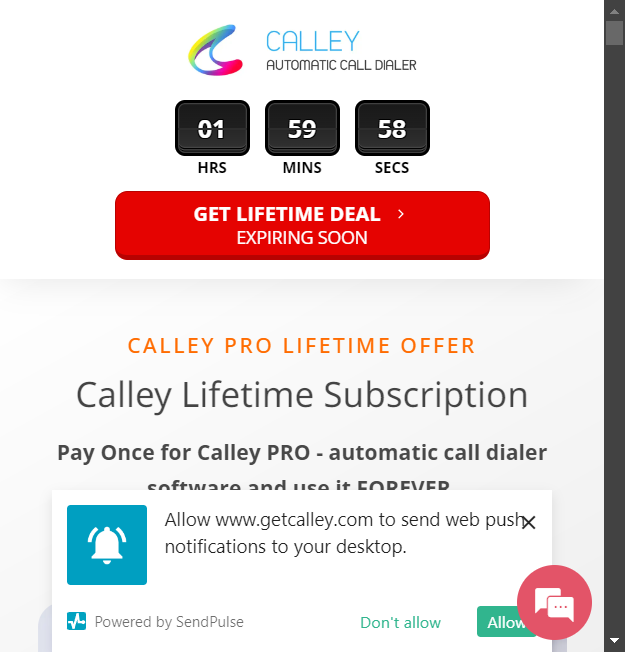 CALLEY
AUTOMATIC CALL DIALER
01 59 58
HRS MINS SECS
GET LIFETIME DEAL
EXPIRING SOON
CALLEY PRO LIFETIME OFFER
Calley Lifetime Subscription
Pay Once for Calley PRO - automatic call dialer
software and use it FOREVER
Allow www.getcalley.com to send web push
notifications to your desktop.
Powered by SendPulse
Don't allow
Allow